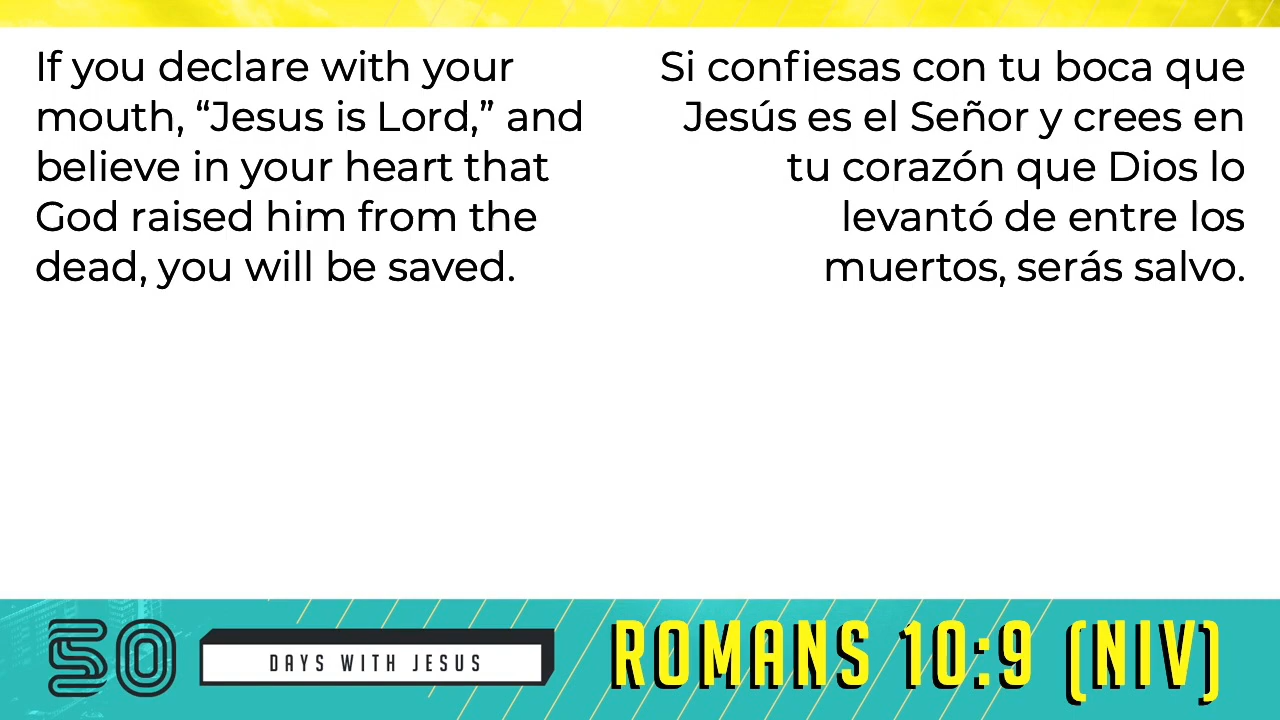 If you declare with your
mouth, “Jesus is Lord,” and
believe in your heart that
God raised him from the
dead, you will be saved.
Si confiesas con tu boca que
Jesús es el Señor y crees en
tu corazón que Dios lo
levantó de entre los
muertos, serás salvo.
50
DAYS WITH JESUS
ROMANS 10:9 (NIV)